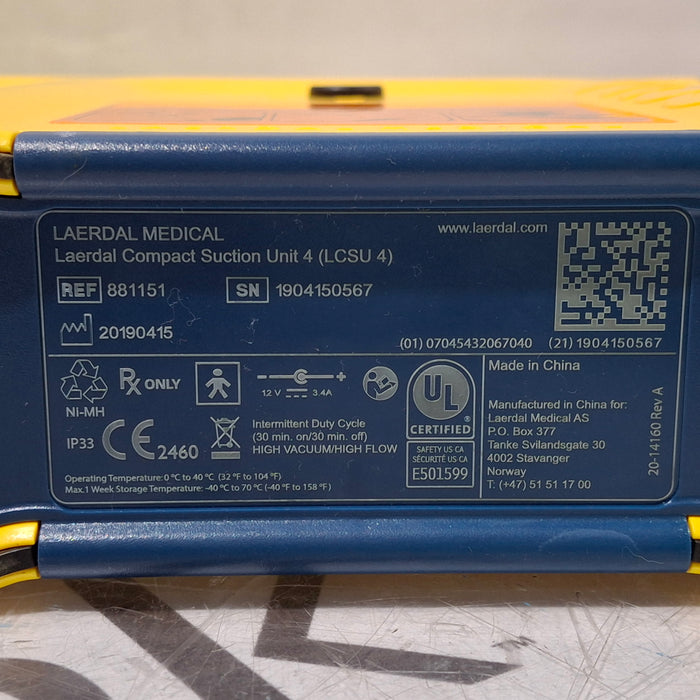 LAERDAL MEDICAL
Laerdal Compact Suction Unit 4 (LCSU 4)
www.laerdal.com
REF 881151
SN 1904150567
20190415
(01) 07045432067040 (21) 1904150567
NI-MH
Rx ONLY
12 V 3.4A
IP33
CE 2460
Intermittent Duty Cycle
(30 min. on/30 min. off)
HIGH VACUUM/HIGH FLOW
Operating Temperature: 0 °C to 40 °C (32 °F to 104 °F)
Max.1 Week Storage Temperature: -40 °C to 70 °C (-40 °F to 158 °F)
UL
®
CERTIFIED
SAFETY US CA
SÉCURITÉ US CA
E501599
Made in China
Manufactured in China for:
Laerdal Medical AS
P.O. Box 377
Tanke Svilandsgate 30
4002 Stavanger
Norway
T: (+47) 51 51 17 00
20-14160 Rev A